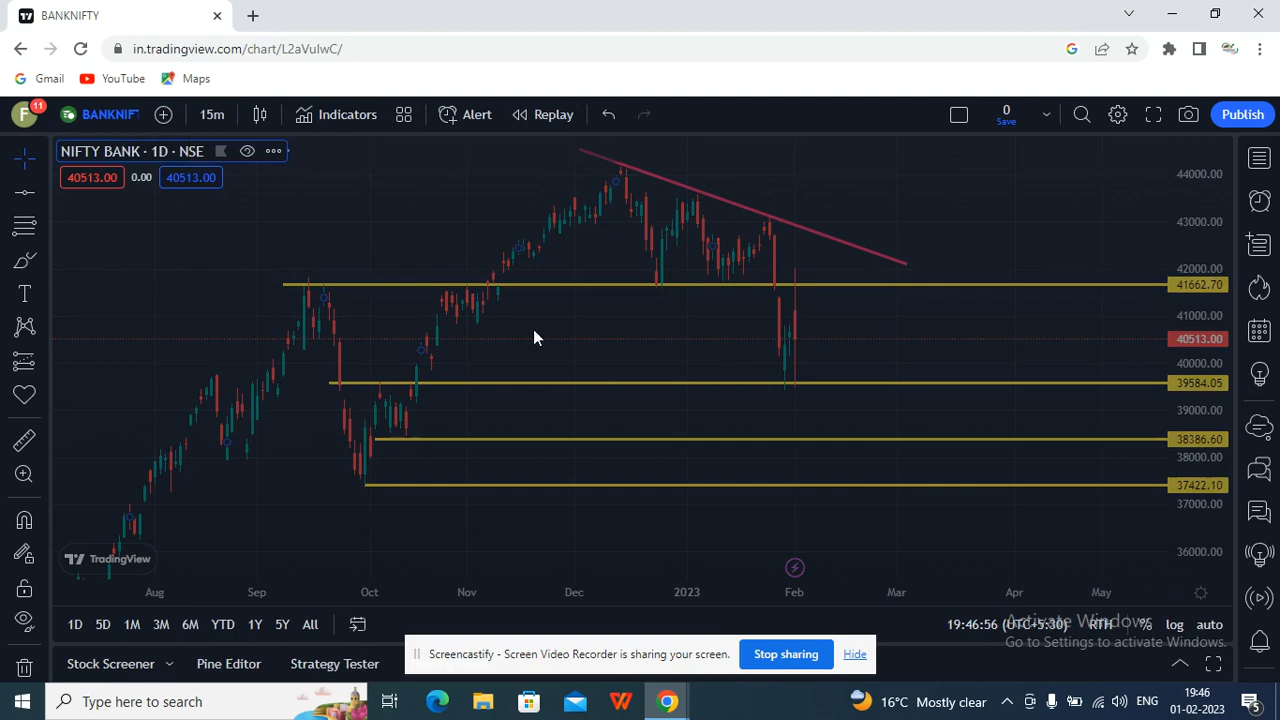 BANKNIFTY
in.tradingview.com/chart/L2aVulwC/
Gmail YouTube Maps
F 11 BANKNIFT 15m Indicators Alert Replay 0 Save Publish
NIFTY BANK · 1D · NSE
40513.00 0.00 40513.00
44000.00
43000.00
42000.00
41662.70
41000.00
40513.00
40000.00
39584.05
39000.00
38386.60
38000.00
37422.10
37000.00
36000.00
TradingView
Aug Sep Oct Nov Dec 2023 Feb Mar Apr May
1D 5D 1M 3M 6M YTD 1Y 5Y All 19:46:56 (UTC+5:30) RTH % log auto
Activate Windows
Go to Settings to activate Windows.
Screencastify - Screen Video Recorder is sharing your screen. Stop sharing Hide
Stock Screener Pine Editor Strategy Tester
Type here to search 16°C Mostly clear ENG 19:46
01-02-2023 5